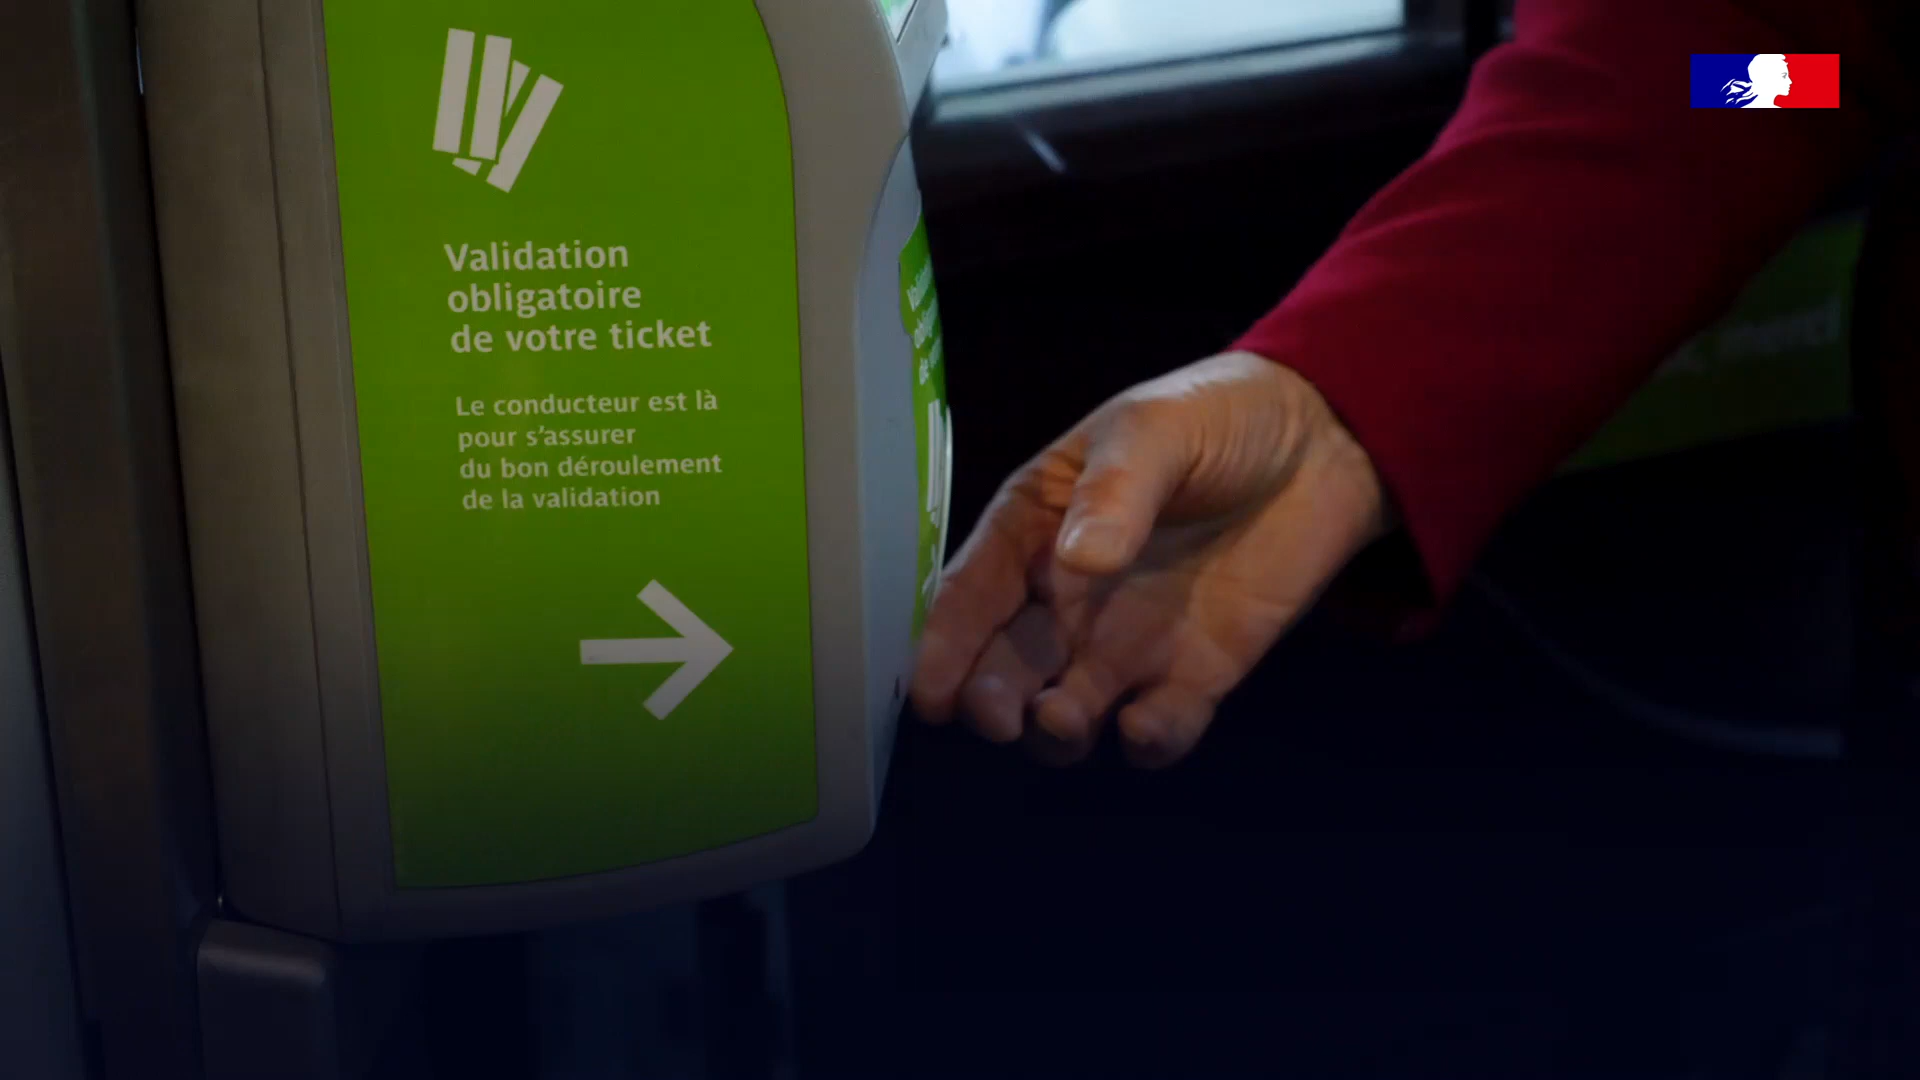 Validation
obligatoire
de votre ticket
Le conducteur est là
pour s'assurer
du bon déroulement
de la validation